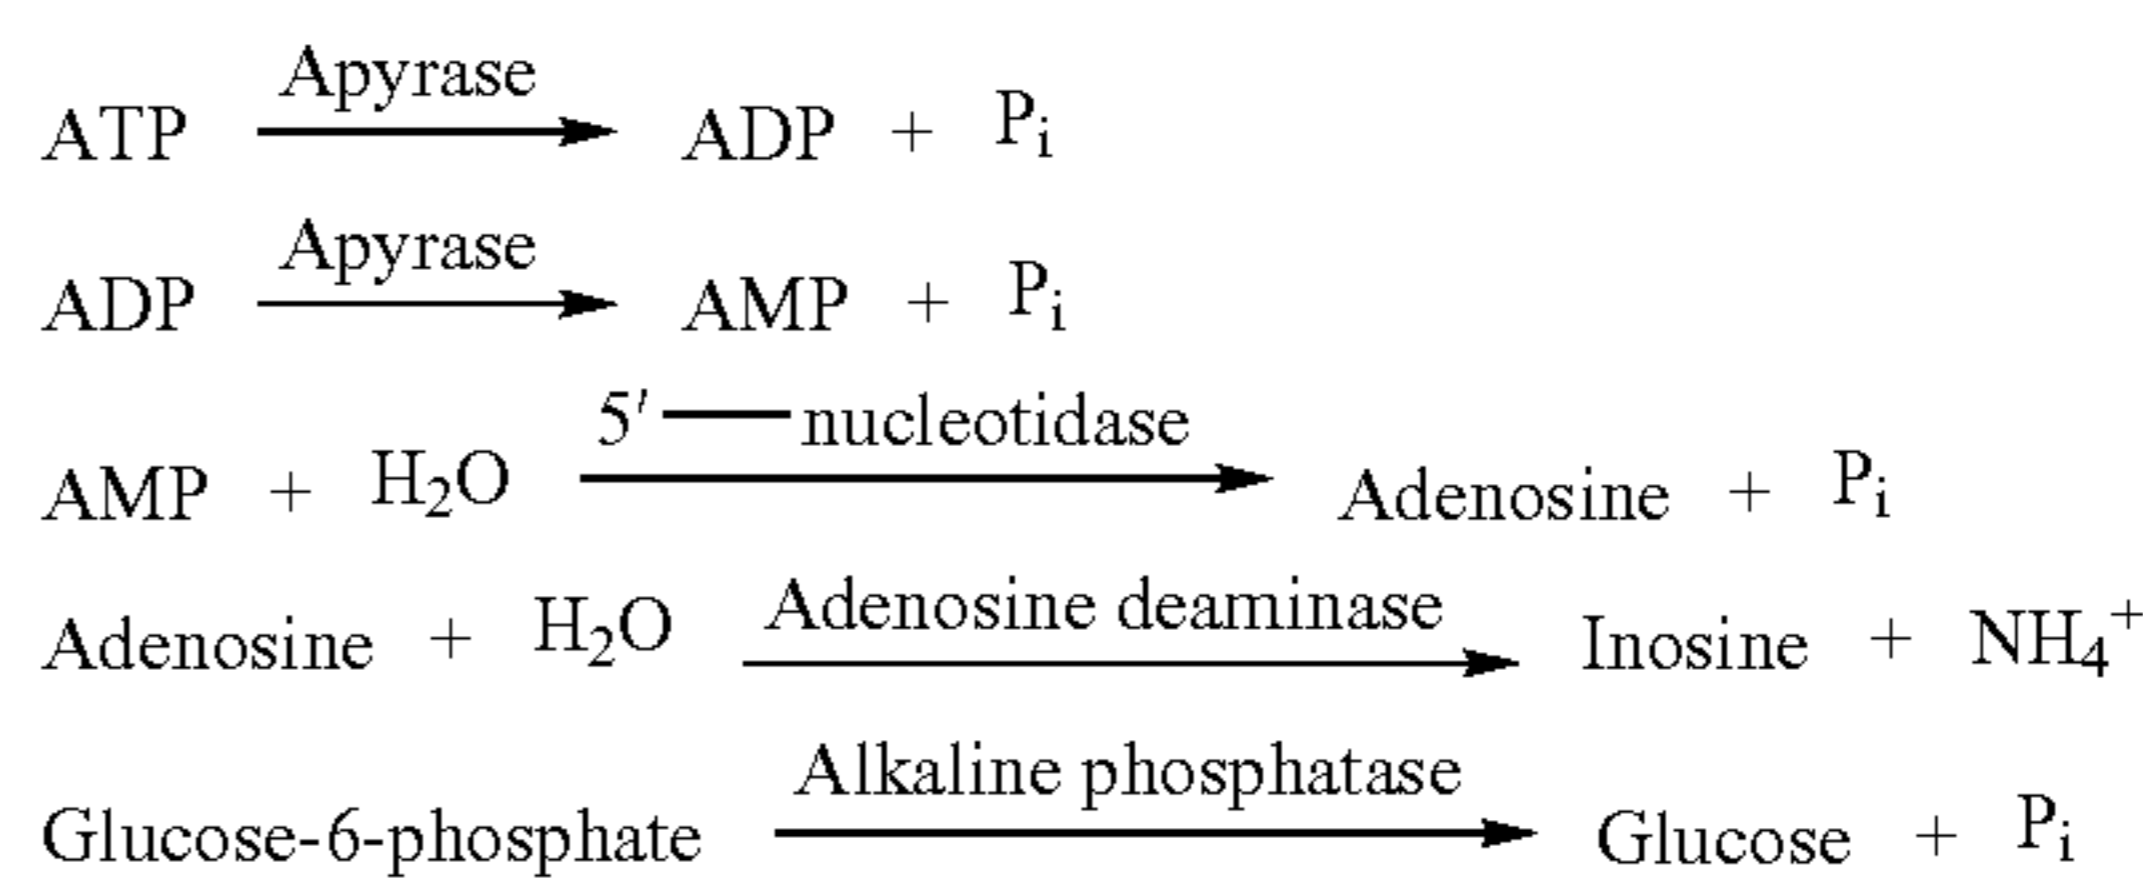 Apyrase
ATP ⟶ ADP + Pᵢ
Apyrase
ADP ⟶ AMP + Pᵢ
5′—nucleotidase
AMP + H₂O ⟶ Adenosine + Pᵢ
Adenosine deaminase
Adenosine + H₂O ⟶ Inosine + NH₄⁺
Alkaline phosphatase
Glucose-6-phosphate ⟶ Glucose + Pᵢ